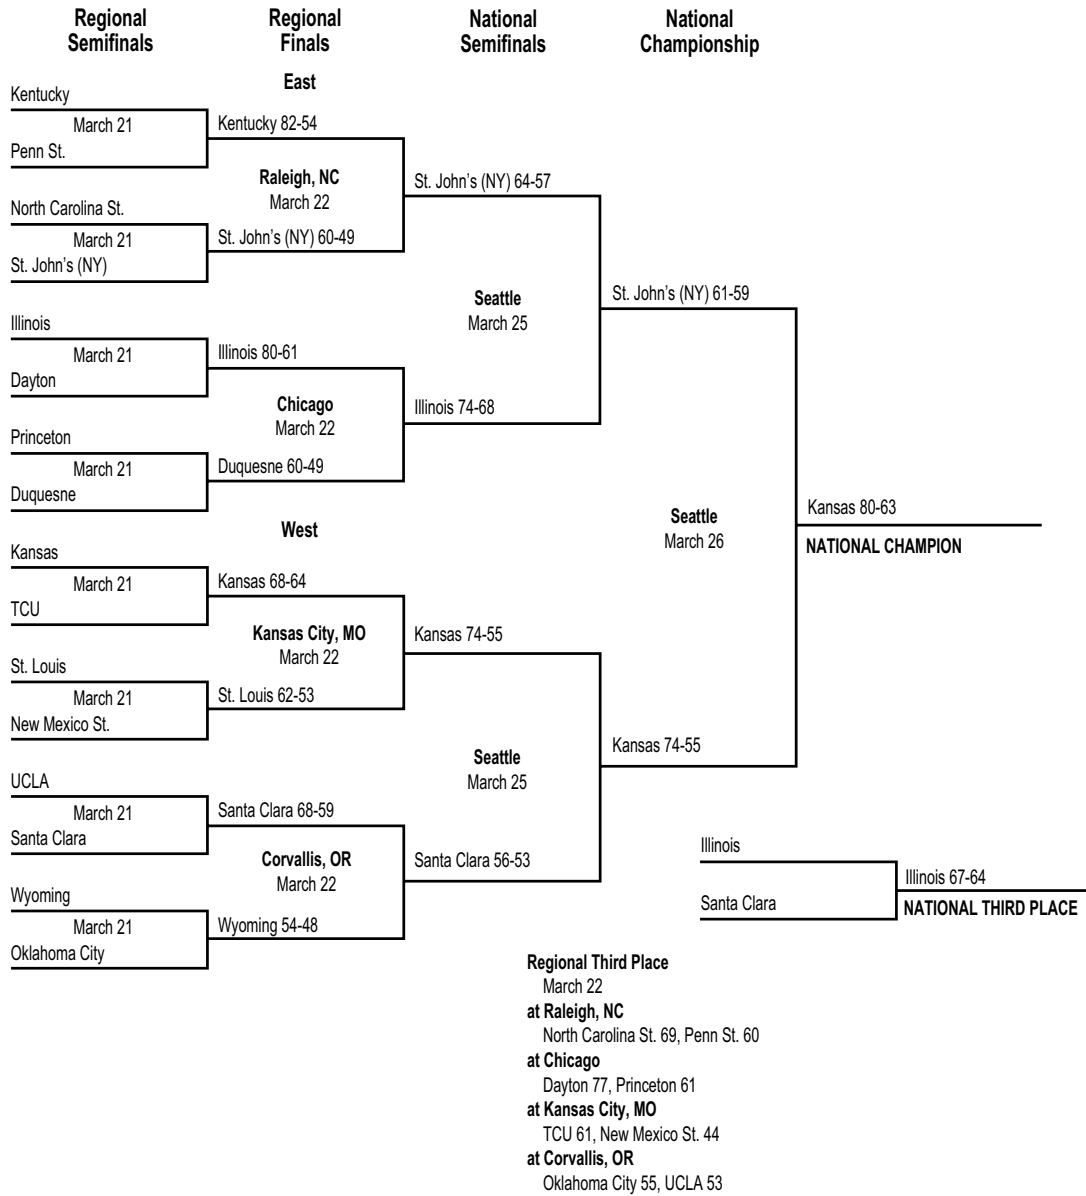 Regional Semifinals
Regional Finals
National Semifinals
National Championship
East
Kentucky
March 21
Penn St.
Kentucky 82-54
Raleigh, NC
March 22
North Carolina St.
March 21
St. John's (NY)
St. John's (NY) 60-49
St. John's (NY) 64-57
Seattle
March 25
St. John's (NY) 61-59
Illinois
March 21
Dayton
Illinois 80-61
Chicago
March 22
Illinois 74-68
Princeton
March 21
Duquesne
Duquesne 60-49
Seattle
March 26
Kansas 80-63
NATIONAL CHAMPION
West
Kansas
March 21
TCU
Kansas 68-64
Kansas City, MO
March 22
Kansas 74-55
St. Louis
March 21
New Mexico St.
St. Louis 62-53
Seattle
March 25
Kansas 74-55
UCLA
March 21
Santa Clara
Santa Clara 68-59
Corvallis, OR
March 22
Santa Clara 56-53
Wyoming
March 21
Oklahoma City
Wyoming 54-48
Illinois
Santa Clara
Illinois 67-64
NATIONAL THIRD PLACE
Regional Third Place
March 22
at Raleigh, NC
North Carolina St. 69, Penn St. 60
at Chicago
Dayton 77, Princeton 61
at Kansas City, MO
TCU 61, New Mexico St. 44
at Corvallis, OR
Oklahoma City 55, UCLA 53